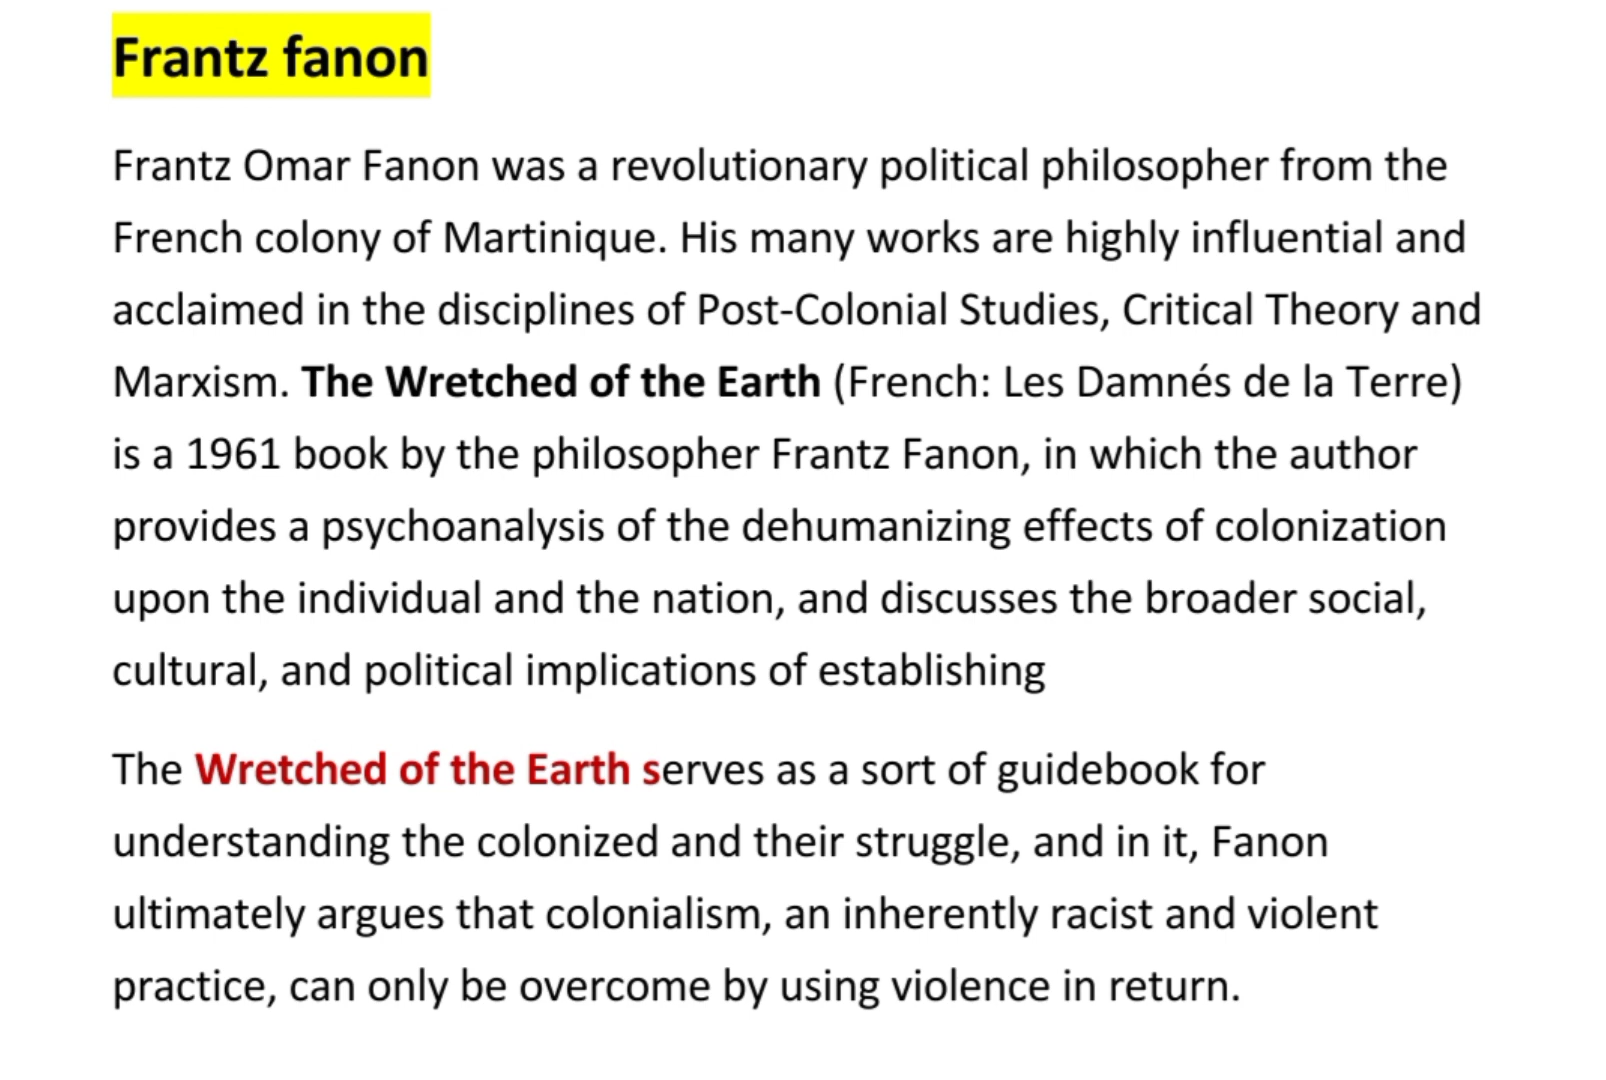 Frantz fanon
Frantz Omar Fanon was a revolutionary political philosopher from the
French colony of Martinique. His many works are highly influential and
acclaimed in the disciplines of Post-Colonial Studies, Critical Theory and
Marxism. The Wretched of the Earth (French: Les Damnés de la Terre)
is a 1961 book by the philosopher Frantz Fanon, in which the author
provides a psychoanalysis of the dehumanizing effects of colonization
upon the individual and the nation, and discusses the broader social,
cultural, and political implications of establishing
The Wretched of the Earth serves as a sort of guidebook for
understanding the colonized and their struggle, and in it, Fanon
ultimately argues that colonialism, an inherently racist and violent
practice, can only be overcome by using violence in return.